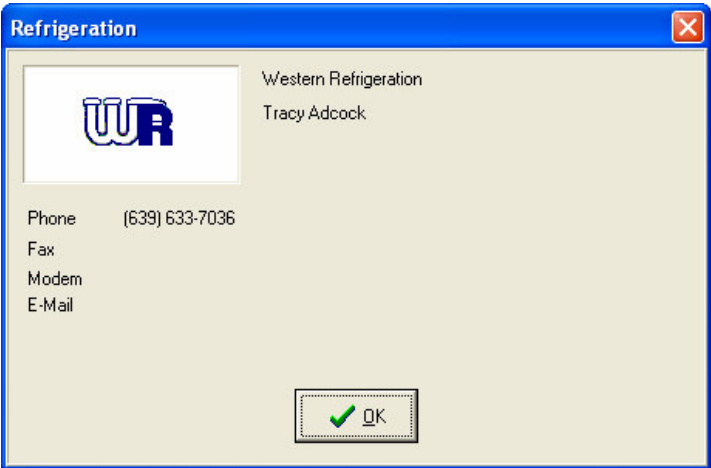 Refrigeration
WR
Western Refrigeration
Tracy Adcock
Phone (639) 633-7036
Fax
Modem
E-Mail
OK